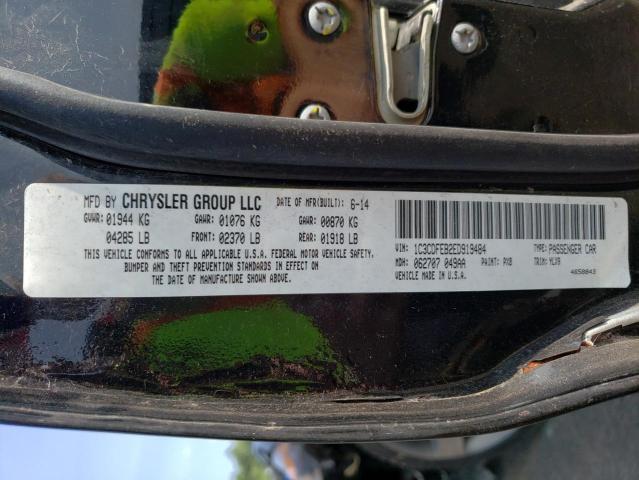 MFD BY CHRYSLER GROUP LLC DATE OF MFR(BUILT): 6-14
GVWR: 01944 KG GAWR: 01076 KG GAWR: 00870 KG
04285 LB FRONT: 02370 LB REAR: 01918 LB
THIS VEHICLE CONFORMS TO ALL APPLICABLE U.S.A. FEDERAL MOTOR VEHICLE SAFETY,
BUMPER AND THEFT PREVENTION STANDARDS IN EFFECT ON
THE DATE OF MANUFACTURE SHOWN ABOVE.
VIN: 1C3CDFEB2ED919484 TYPE: PASSENGER CAR
MDH: 062707 049AA PAINT: PX8 TRIM: MLX9
VEHICLE MADE IN U.S.A. 4658843